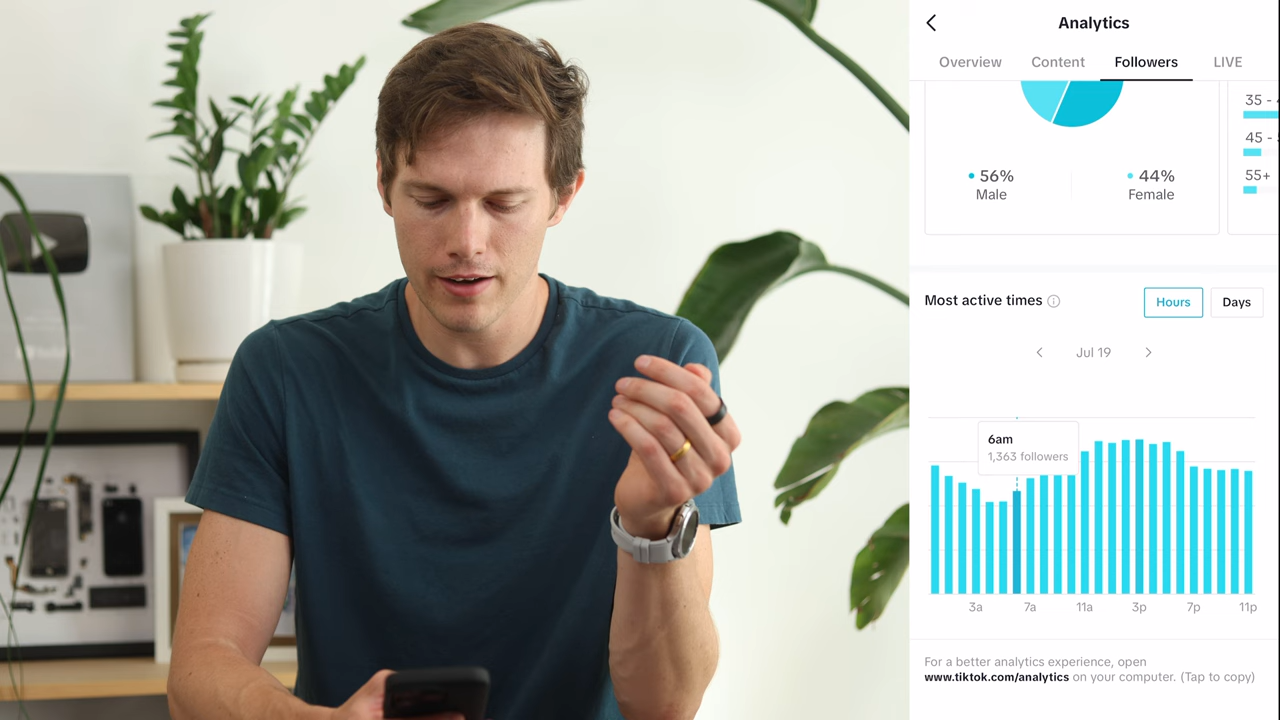 Analytics
Overview Content Followers LIVE
35 -
45 -
55+
56%
Male
44%
Female
Most active times
Hours Days
Jul 19
6am
1,363 followers
3a 7a 11a 3p 7p 11p
For a better analytics experience, open
www.tiktok.com/analytics on your computer. (Tap to copy)